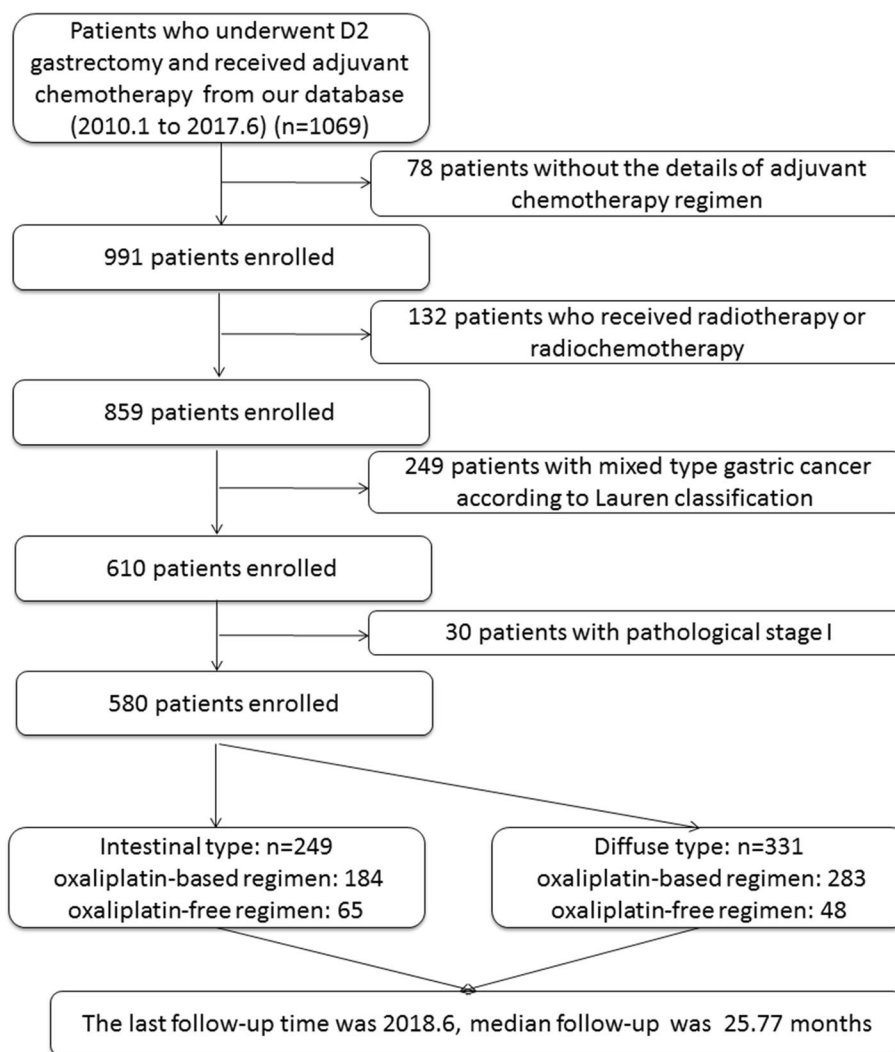 Patients who underwent D2
gastrectomy and received adjuvant
chemotherapy from our database
(2010.1 to 2017.6) (n=1069)
78 patients without the details of adjuvant
chemotherapy regimen
991 patients enrolled
132 patients who received radiotherapy or
radiochemotherapy
859 patients enrolled
249 patients with mixed type gastric cancer
according to Lauren classification
610 patients enrolled
30 patients with pathological stage I
580 patients enrolled
Intestinal type: n=249
oxaliplatin-based regimen: 184
oxaliplatin-free regimen: 65
Diffuse type: n=331
oxaliplatin-based regimen: 283
oxaliplatin-free regimen: 48
The last follow-up time was 2018.6, median follow-up was 25.77 months